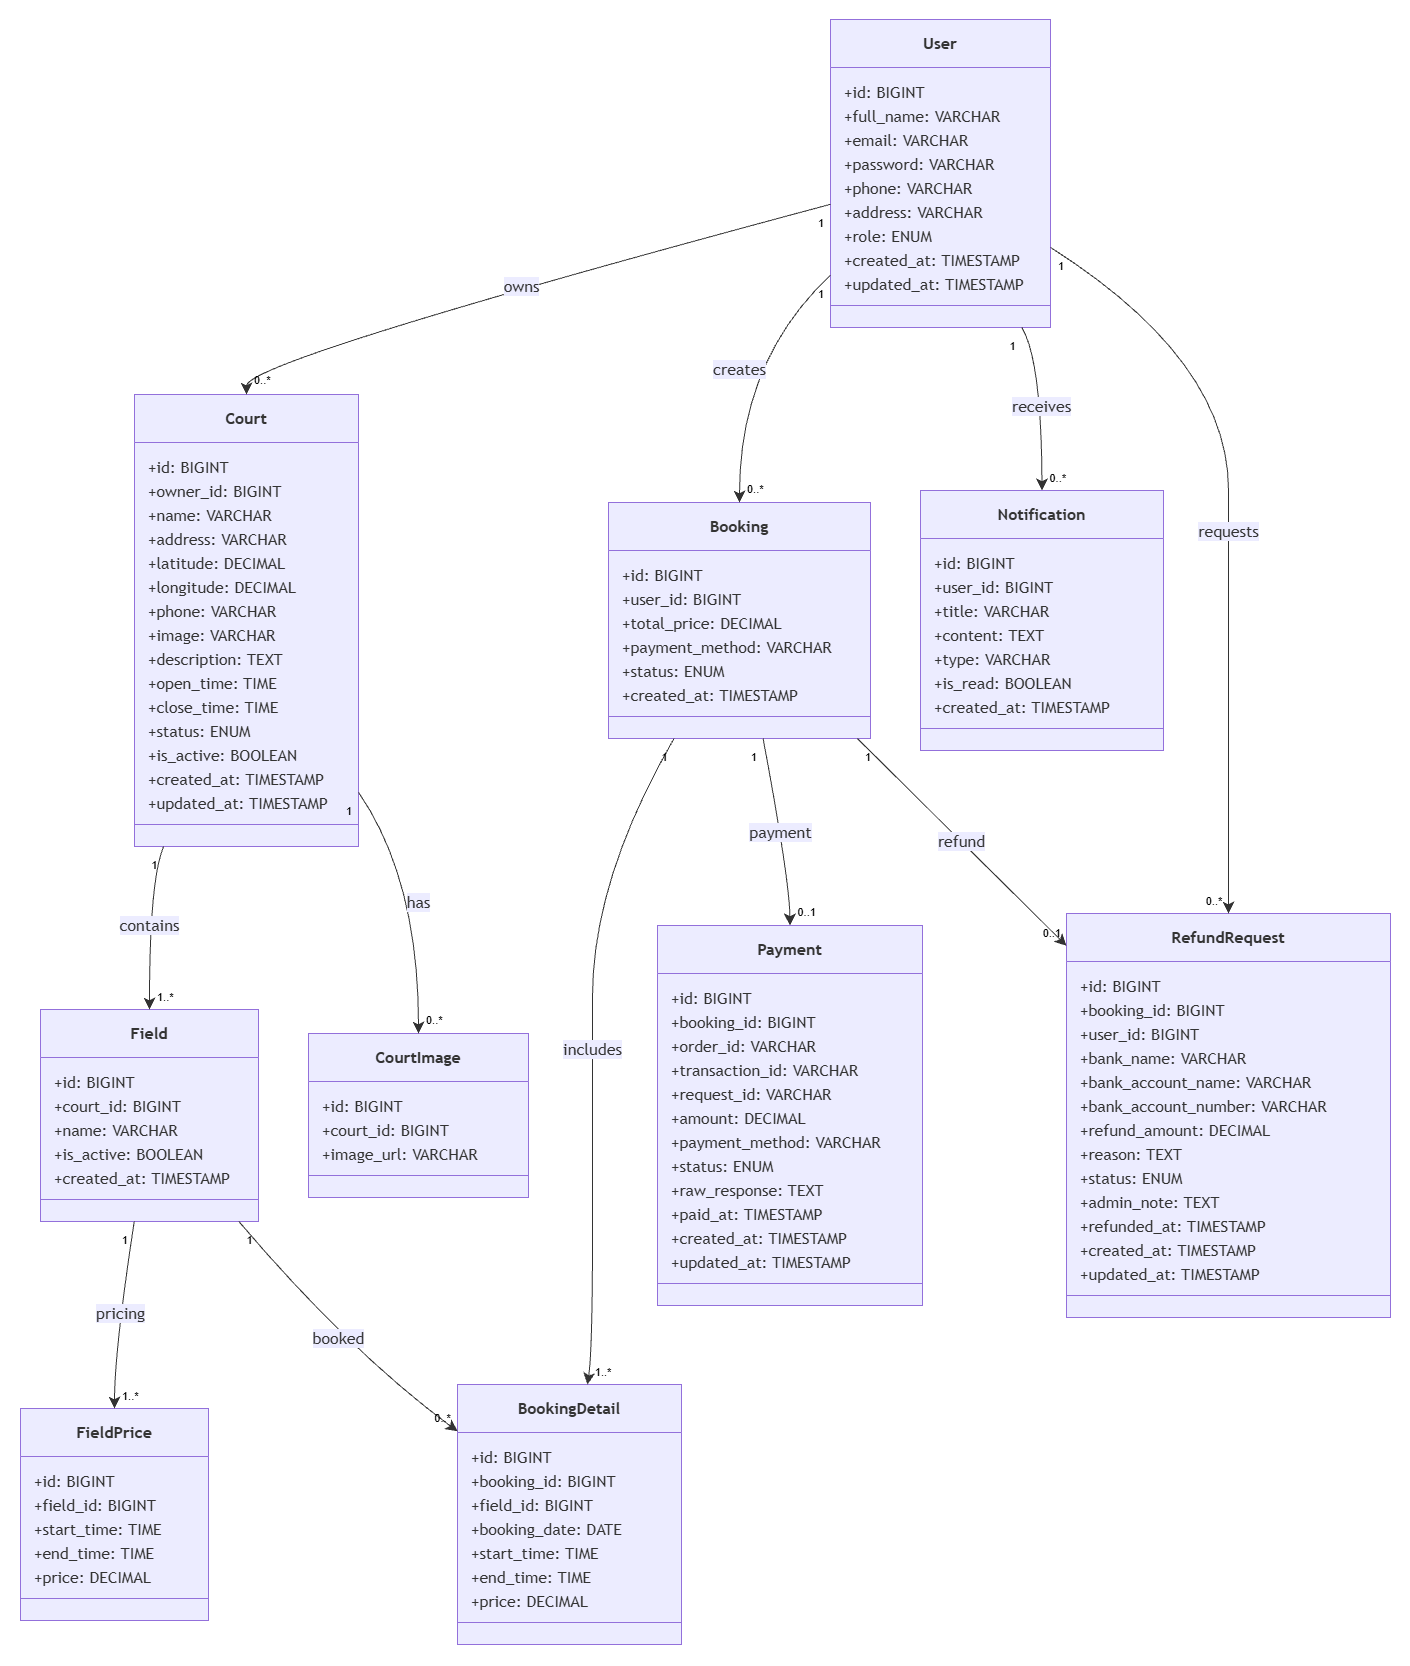 User
+id: BIGINT
+full_name: VARCHAR
+email: VARCHAR
+password: VARCHAR
+phone: VARCHAR
+address: VARCHAR
+role: ENUM
+created_at: TIMESTAMP
+updated_at: TIMESTAMP
1
1
1
1
owns
creates
receives
requests
0..*
0..*
0..*
0..*
Court
+id: BIGINT
+owner_id: BIGINT
+name: VARCHAR
+address: VARCHAR
+latitude: DECIMAL
+longitude: DECIMAL
+phone: VARCHAR
+image: VARCHAR
+description: TEXT
+open_time: TIME
+close_time: TIME
+status: ENUM
+is_active: BOOLEAN
+created_at: TIMESTAMP
+updated_at: TIMESTAMP
1
1
Booking
+id: BIGINT
+user_id: BIGINT
+total_price: DECIMAL
+payment_method: VARCHAR
+status: ENUM
+created_at: TIMESTAMP
1
1
1
Notification
+id: BIGINT
+user_id: BIGINT
+title: VARCHAR
+content: TEXT
+type: VARCHAR
+is_read: BOOLEAN
+created_at: TIMESTAMP
contains
has
includes
payment
refund
1..*
0..*
0..1
0..1
Field
+id: BIGINT
+court_id: BIGINT
+name: VARCHAR
+is_active: BOOLEAN
+created_at: TIMESTAMP
1
1
CourtImage
+id: BIGINT
+court_id: BIGINT
+image_url: VARCHAR
Payment
+id: BIGINT
+booking_id: BIGINT
+order_id: VARCHAR
+transaction_id: VARCHAR
+request_id: VARCHAR
+amount: DECIMAL
+payment_method: VARCHAR
+status: ENUM
+raw_response: TEXT
+paid_at: TIMESTAMP
+created_at: TIMESTAMP
+updated_at: TIMESTAMP
RefundRequest
+id: BIGINT
+booking_id: BIGINT
+user_id: BIGINT
+bank_name: VARCHAR
+bank_account_name: VARCHAR
+bank_account_number: VARCHAR
+refund_amount: DECIMAL
+reason: TEXT
+status: ENUM
+admin_note: TEXT
+refunded_at: TIMESTAMP
+created_at: TIMESTAMP
+updated_at: TIMESTAMP
pricing
booked
1..*
0..*
1..*
FieldPrice
+id: BIGINT
+field_id: BIGINT
+start_time: TIME
+end_time: TIME
+price: DECIMAL
BookingDetail
+id: BIGINT
+booking_id: BIGINT
+field_id: BIGINT
+booking_date: DATE
+start_time: TIME
+end_time: TIME
+price: DECIMAL